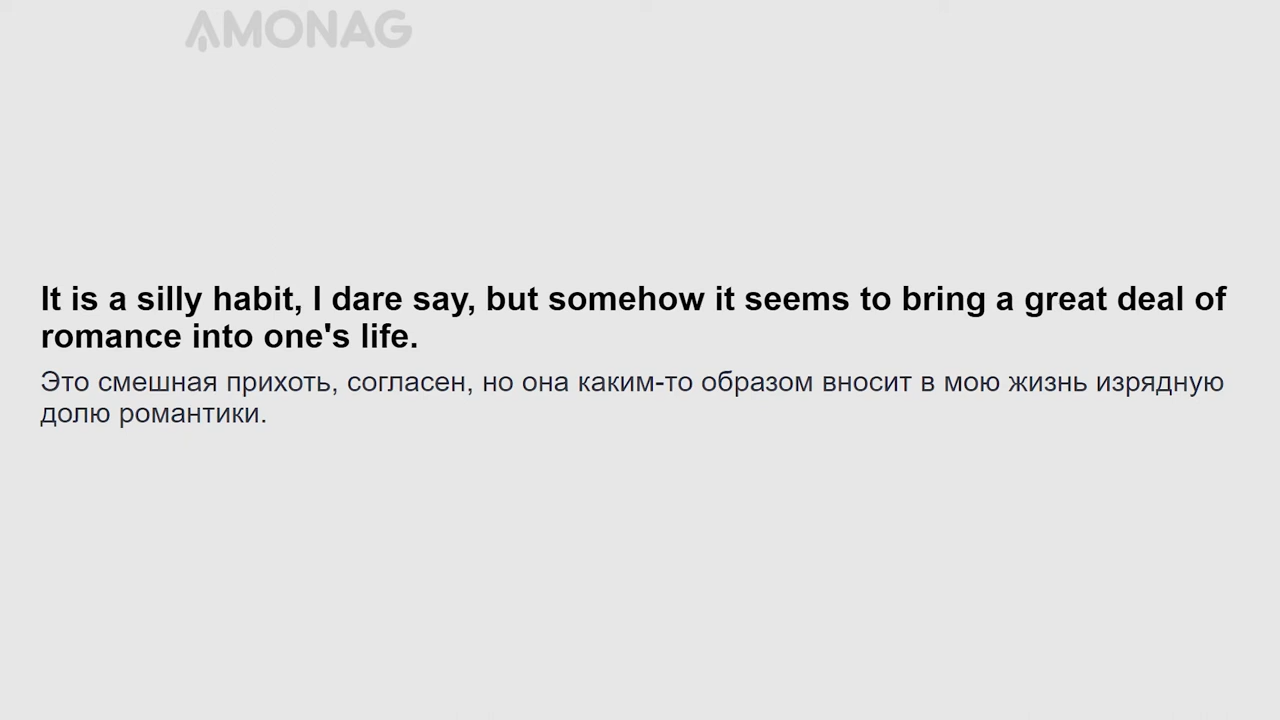 AMONAG
It is a silly habit, I dare say, but somehow it seems to bring a great deal of
romance into one's life.
Это смешная прихоть, согласен, но она каким-то образом вносит в мою жизнь изрядную
долю романтики.